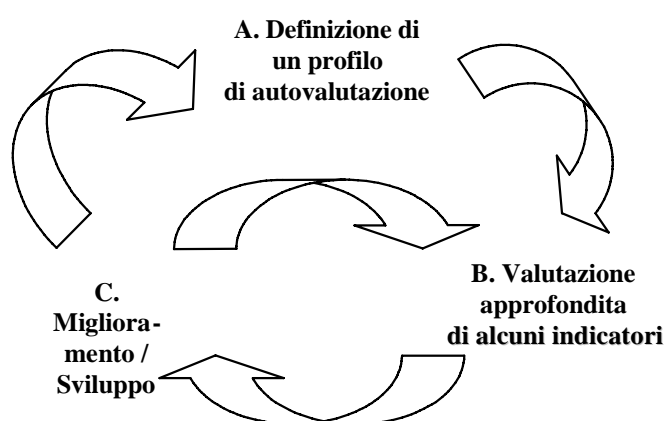 A. Definizione di
un profilo
di autovalutazione
B. Valutazione
approfondita
di alcuni indicatori
C.
Migliora-
mento /
Sviluppo